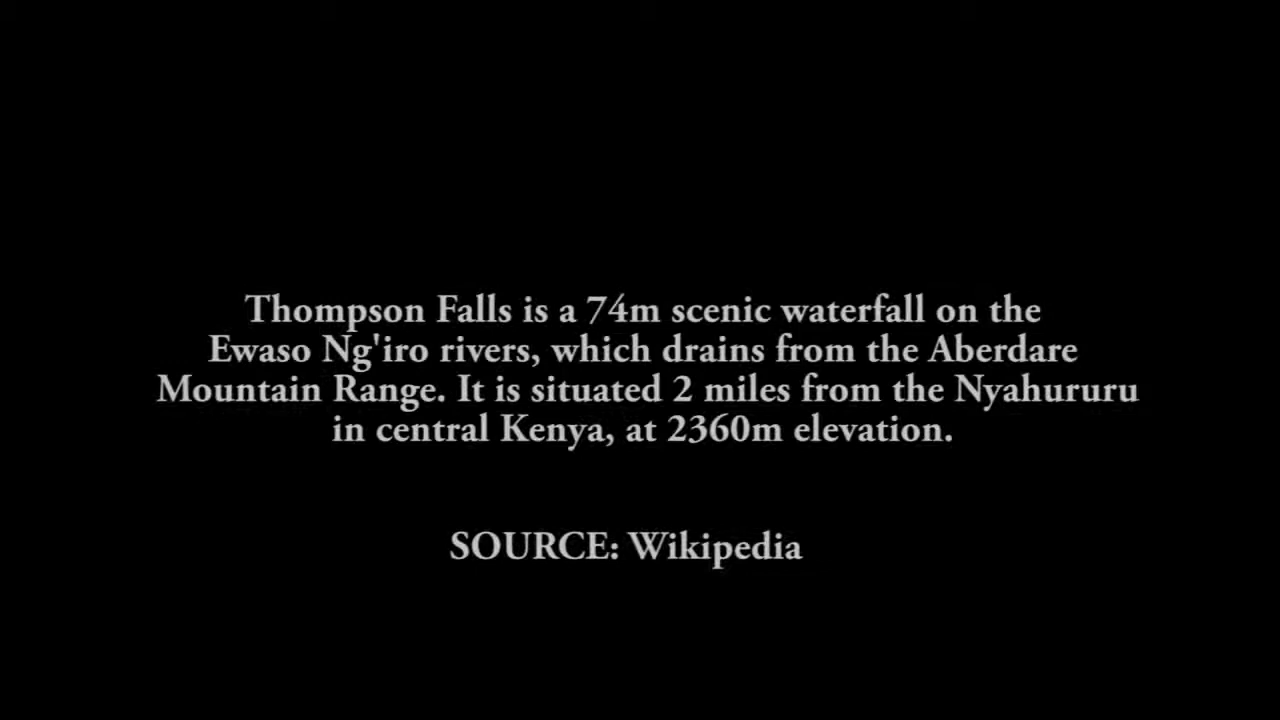 Thompson Falls is a 74m scenic waterfall on the
Ewaso Ng'iro rivers, which drains from the Aberdare
Mountain Range. It is situated 2 miles from the Nyahururu
in central Kenya, at 2360m elevation.
SOURCE: Wikipedia